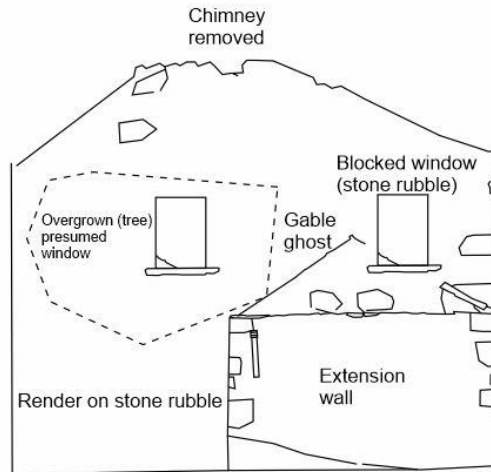 Chimney
removed
Blocked window
(stone rubble)
Overgrown (tree)
presumed
window
Gable
ghost
Extension
wall
Render on stone rubble